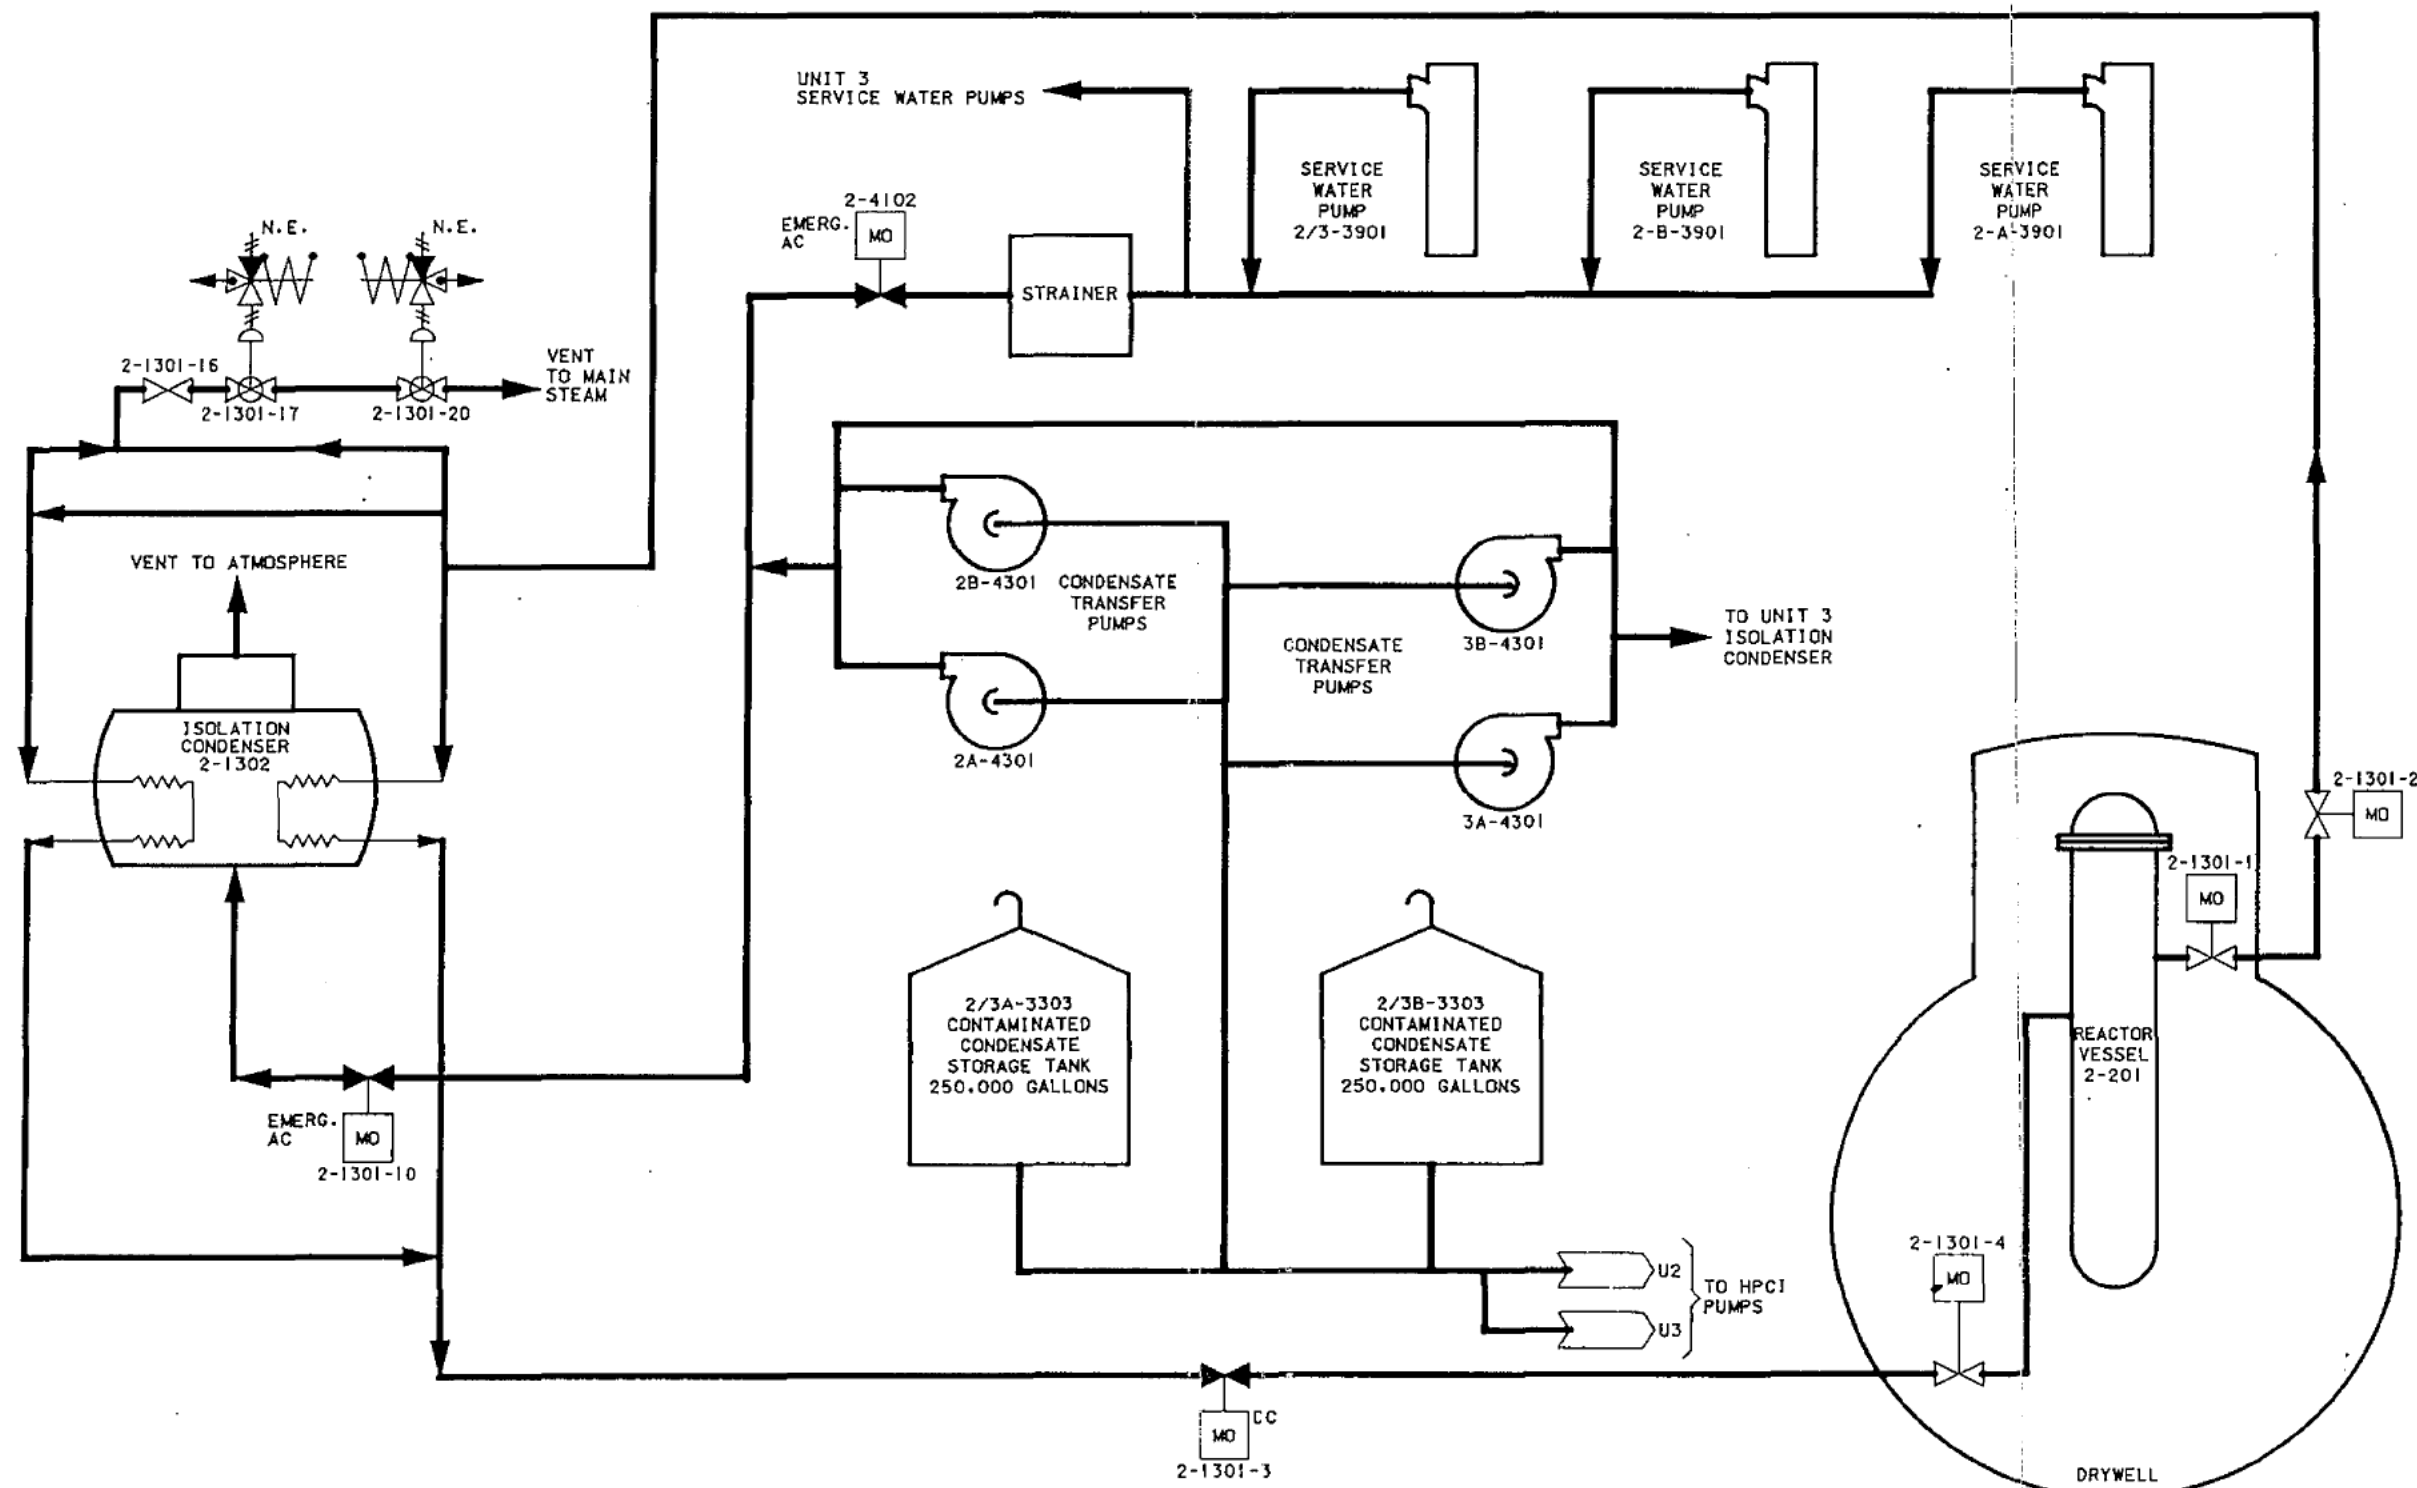 UNIT 3
SERVICE WATER PUMPS
SERVICE
WATER
PUMP
2/3-3901
SERVICE
WATER
PUMP
2-B-3901
SERVICE
WATER
PUMP
2-A-3901
2-4102
EMERG.
AC
MO
STRAINER
N.E.
N.E.
2-1301-16
2-1301-17
2-1301-20
VENT
TO MAIN
STEAM
VENT TO ATMOSPHERE
ISOLATION
CONDENSER
2-1302
2B-4301
CONDENSATE
TRANSFER
PUMPS
2A-4301
3B-4301
CONDENSATE
TRANSFER
PUMPS
3A-4301
TO UNIT 3
ISOLATION
CONDENSER
2-1301-2
MO
2-1301-1
MO
REACTOR
VESSEL
2-201
2/3A-3303
CONTAMINATED
CONDENSATE
STORAGE TANK
250.000 GALLONS
2/3B-3303
CONTAMINATED
CONDENSATE
STORAGE TANK
250.000 GALLONS
EMERG.
AC
MO
2-1301-10
U2
U3
TO HPCI
PUMPS
2-1301-4
MO
DC
MO
2-1301-3
DRYWELL